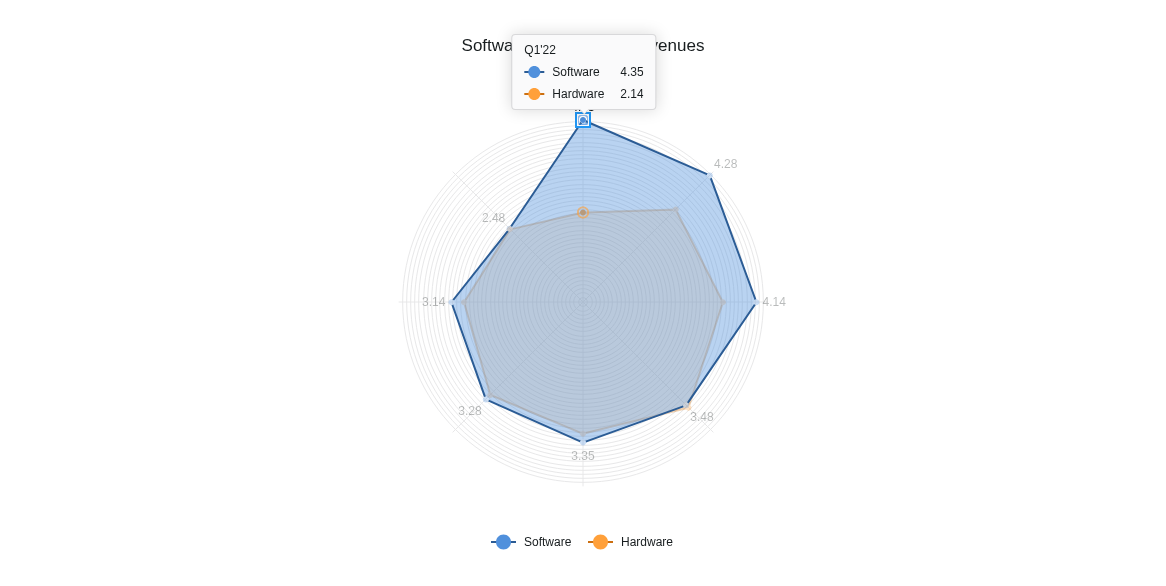 Softwa
venues
Q1'22
Software 4.35
Hardware 2.14
4.28
2.48
3.14
4.14
3.28
3.48
3.35
Software Hardware